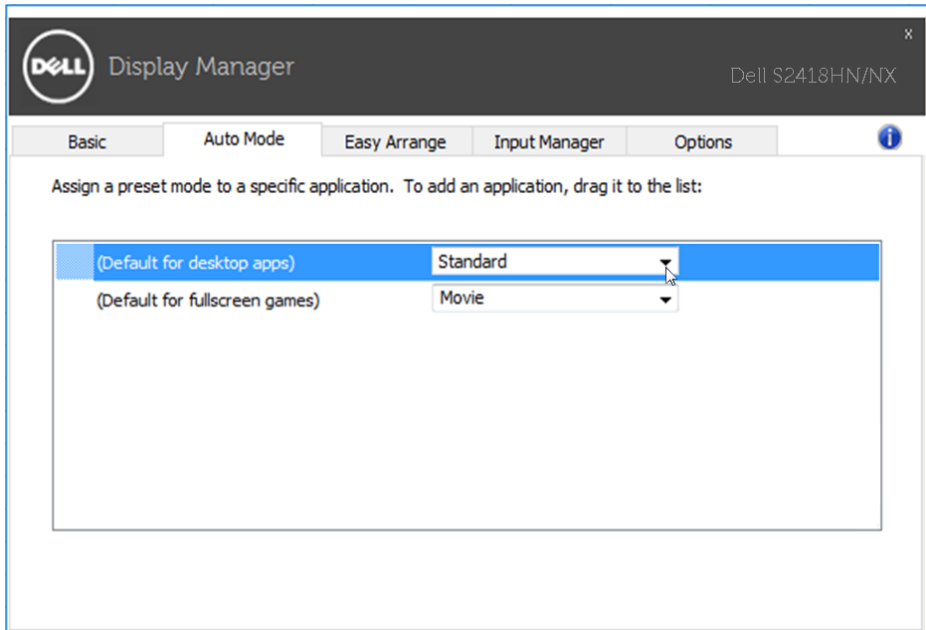 X
DELL Display Manager
Dell S2418HN/NX
Basic Auto Mode Easy Arrange Input Manager Options
Assign a preset mode to a specific application. To add an application, drag it to the list:
(Default for desktop apps) Standard
(Default for fullscreen games) Movie